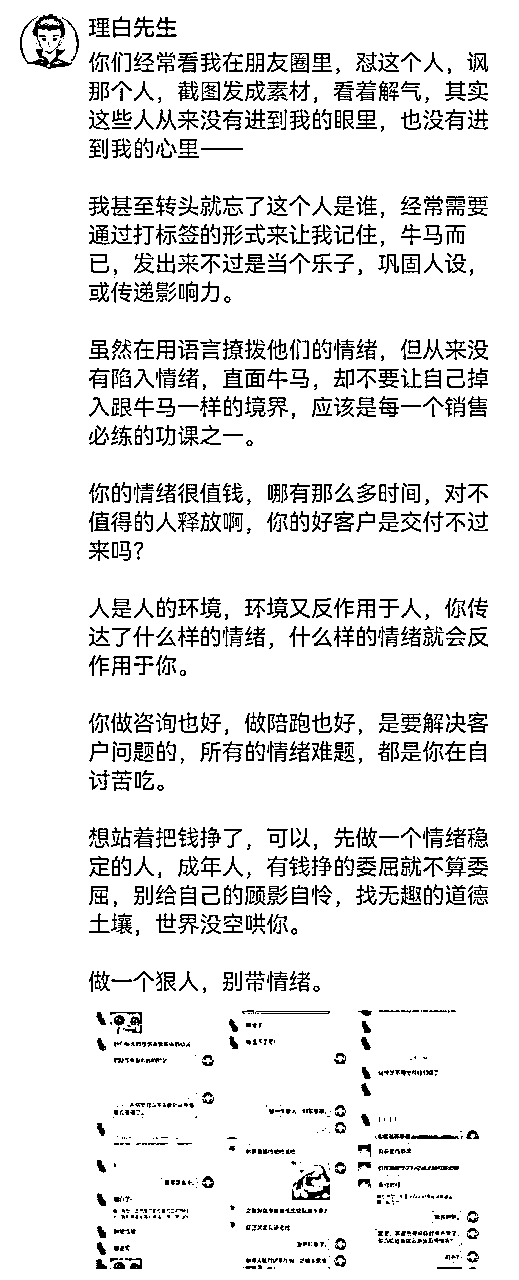 理白先生
你们经常看我在朋友圈里，怼这个人，讽
那个人，截图发成素材，看着解气，其实
这些人从来没有进到我的眼里，也没有进
到我的心里——
我甚至转头就忘了这个人是谁，经常需要
通过打标签的形式来让我记住，牛马而
已，发出来不过是当个乐子，巩固人设，
或传递影响力。
虽然在用语言撩拨他们的情绪，但从来没
有陷入情绪，直面牛马，却不要让自己掉
入跟牛马一样的境界，应该是每一个销售
必练的功课之一。
你的情绪很值钱，哪有那么多时间，对不
值得的人释放啊，你的好客户是交付不过
来吗？
人是人的环境，环境又反作用于人，你传
达了什么样的情绪，什么样的情绪就会反
作用于你。
你做咨询也好，做陪跑也好，是要解决客
户问题的，所有的情绪难题，都是你在自
讨苦吃。
想站着把钱挣了，可以，先做一个情绪稳
定的人，成年人，有钱挣的委屈就不算委
屈，别给自己的顾影自怜，找无趣的道德
土壤，世界没空哄你。
做一个狠人，别带情绪。